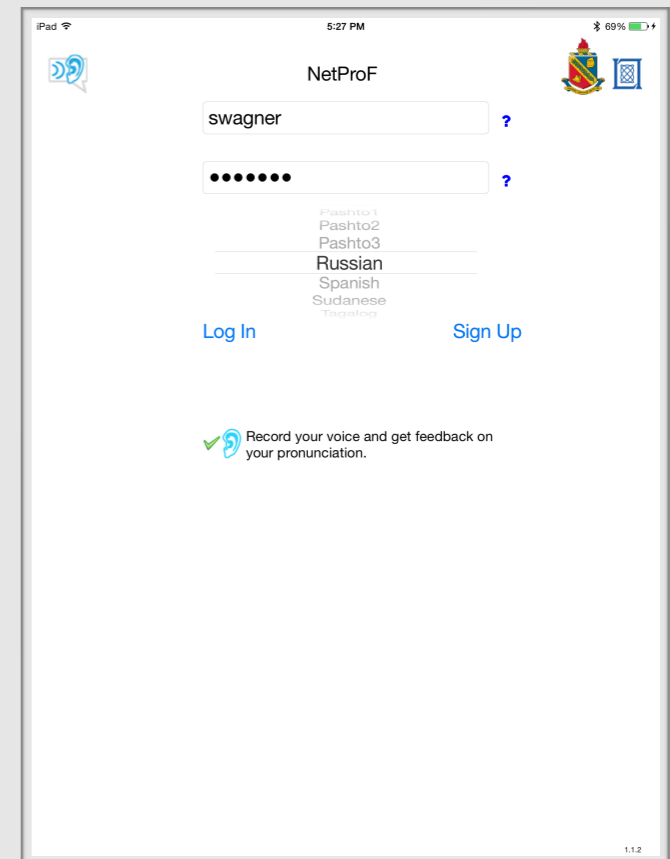 iPad 5:27 PM 69%
NetProF
swagner ?
••••••• ?
Pashto1
Pashto2
Pashto3
Russian
Spanish
Sudanese
Tagalog
Log In Sign Up
Record your voice and get feedback on
your pronunciation.
1.1.2